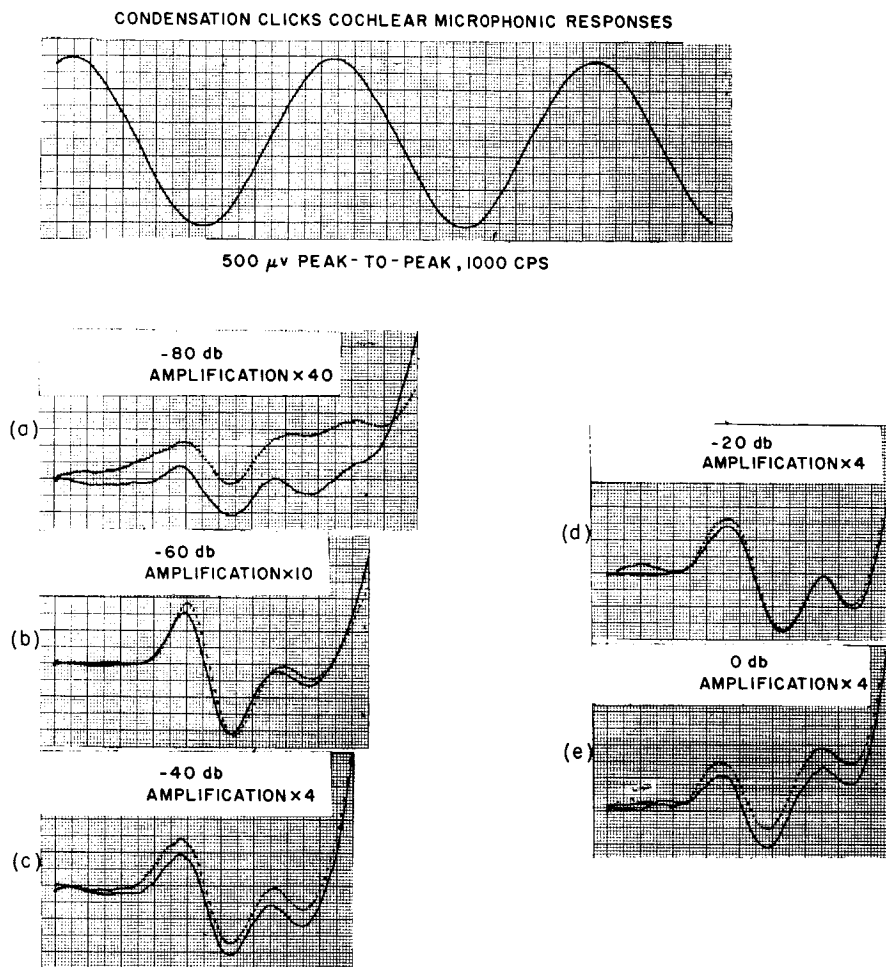 CONDENSATION CLICKS COCHLEAR MICROPHONIC RESPONSES
500 μv PEAK-TO-PEAK, 1000 CPS
(a)
-80 db
AMPLIFICATION × 40
(b)
-60 db
AMPLIFICATION ×10
(c)
-40 db
AMPLIFICATION × 4
(d)
-20 db
AMPLIFICATION × 4
(e)
0 db
AMPLIFICATION × 4